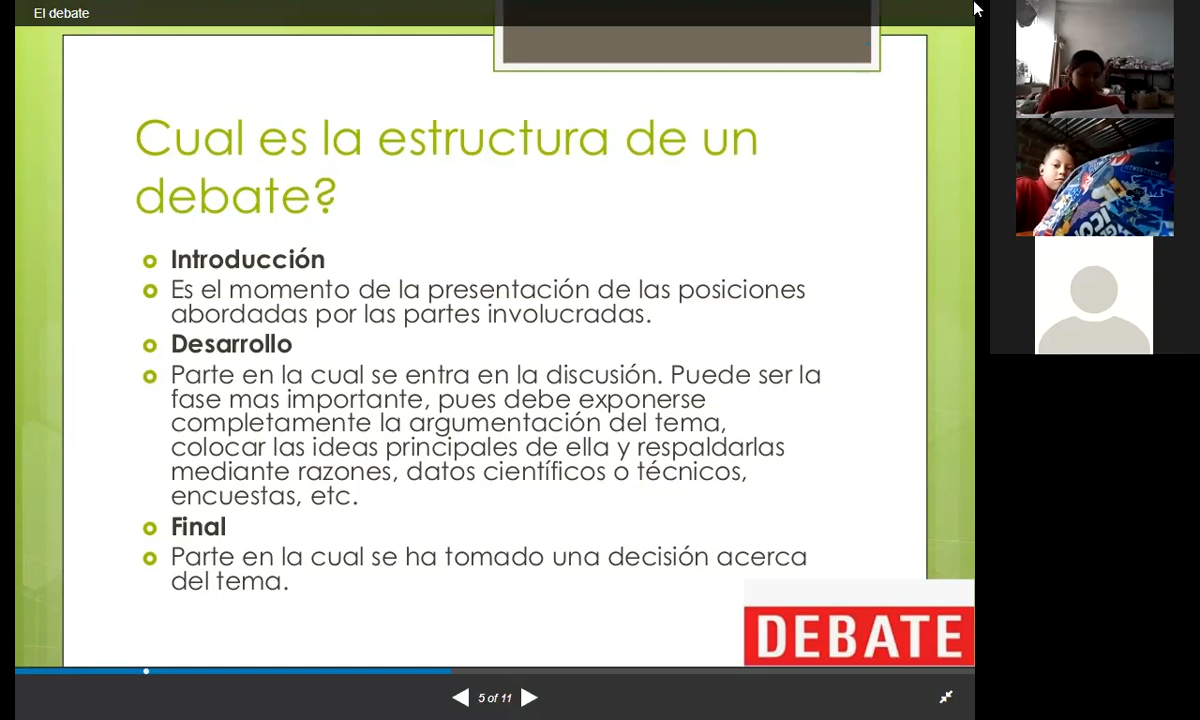 El debate
Cual es la estructura de un
debate?
Introducción
Es el momento de la presentación de las posiciones
abordadas por las partes involucradas.
Desarrollo
Parte en la cual se entra en la discusión. Puede ser la
fase mas importante, pues debe exponerse
completamente la argumentación del tema,
colocar las ideas principales de ella y respaldarlas
mediante razones, datos científicos o técnicos,
encuestas, etc.
Final
Parte en la cual se ha tomado una decisión acerca
del tema.
DEBATE
5 of 11